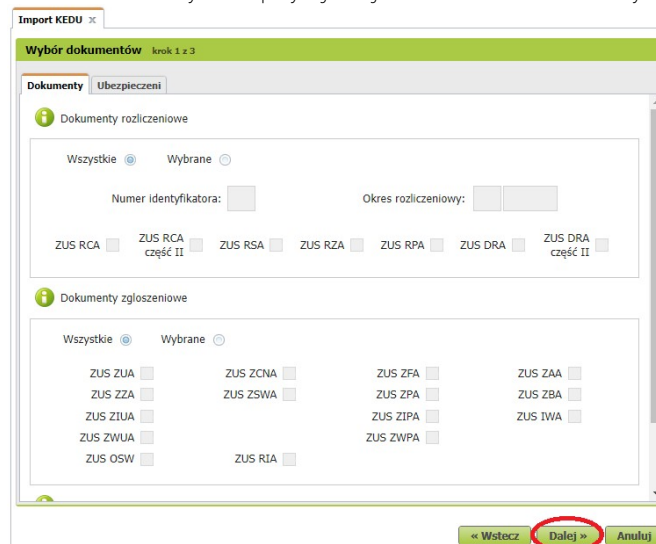 Import KEDU x
Wybór dokumentów krok 1 z 3
Dokumenty Ubezpieczeni
Dokumenty rozliczeniowe
Wszystkie Wybrane
Numer identyfikatora: Okres rozliczeniowy:
ZUS RCA ZUS RCA część II ZUS RSA ZUS RZA ZUS RPA ZUS DRA ZUS DRA część II
Dokumenty zgłoszeniowe
Wszystkie Wybrane
ZUS ZUA ZUS ZCNA ZUS ZFA ZUS ZAA
ZUS ZZA ZUS ZSWA ZUS ZPA ZUS ZBA
ZUS ZIUA ZUS ZIPA ZUS IWA
ZUS ZWUA ZUS ZWPA
ZUS OSW ZUS RIA
« Wstecz Dalej » Anuluj